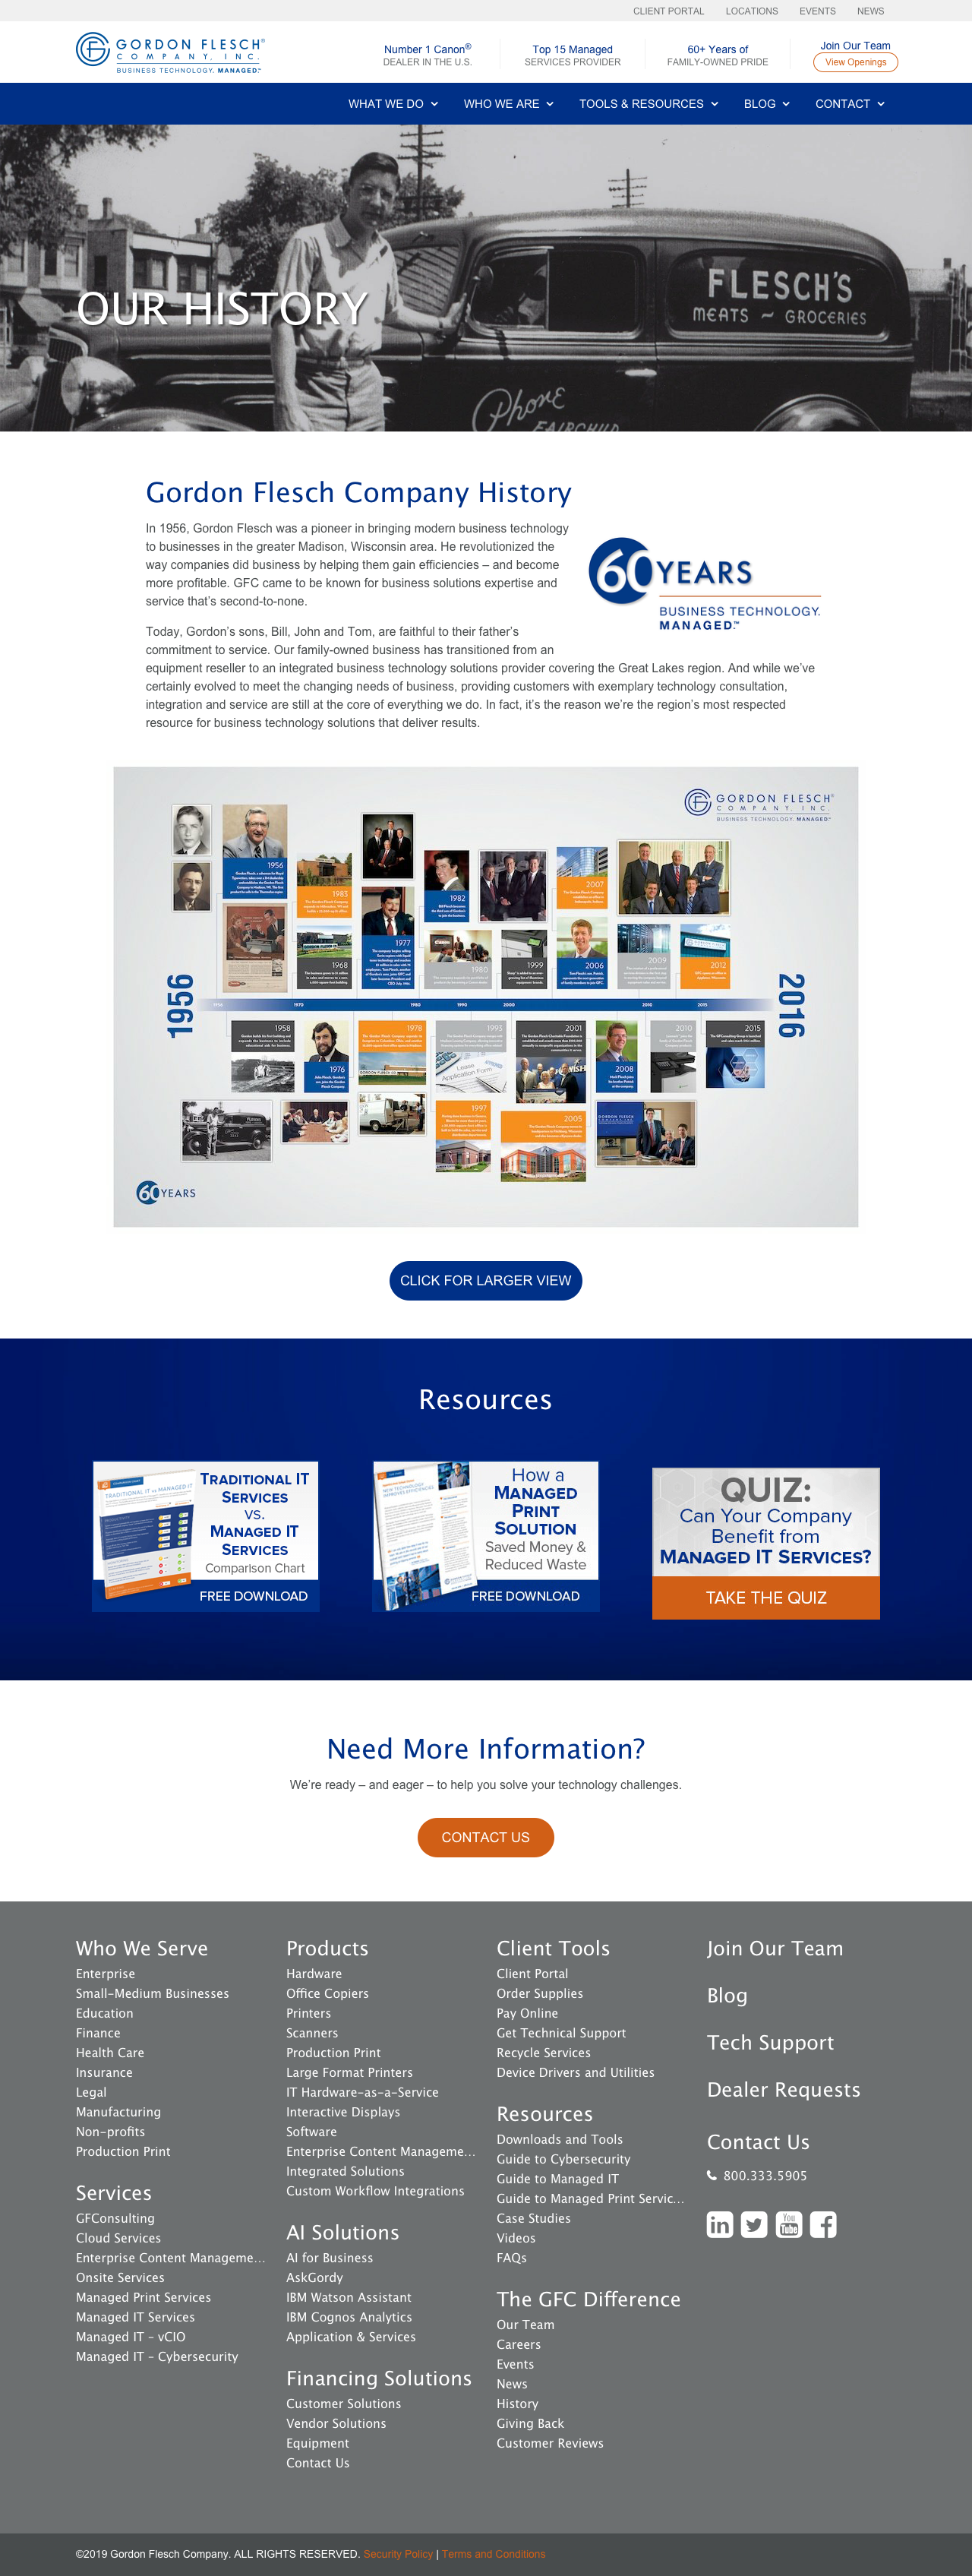 CLIENT PORTAL LOCATIONS EVENTS NEWS
GORDON FLESCH®
COMPANY, INC.
BUSINESS TECHNOLOGY. MANAGED.™
Number 1 Canon®
DEALER IN THE U.S.
Top 15 Managed
SERVICES PROVIDER
60+ Years of
FAMILY-OWNED PRIDE
Join Our Team
View Openings
WHAT WE DO WHO WE ARE TOOLS & RESOURCES BLOG CONTACT
FLESCH'S
MEATS ~ GROCERIES
Phone
FAIRCHILD
OUR HISTORY
Gordon Flesch Company History
In 1956, Gordon Flesch was a pioneer in bringing modern business technology
to businesses in the greater Madison, Wisconsin area. He revolutionized the
way companies did business by helping them gain efficiencies – and become
more profitable. GFC came to be known for business solutions expertise and
service that’s second-to-none.
60 YEARS
BUSINESS TECHNOLOGY.
MANAGED.™
Today, Gordon’s sons, Bill, John and Tom, are faithful to their father’s
commitment to service. Our family-owned business has transitioned from an
equipment reseller to an integrated business technology solutions provider covering the Great Lakes region. And while we’ve
certainly evolved to meet the changing needs of business, providing customers with exemplary technology consultation,
integration and service are still at the core of everything we do. In fact, it’s the reason we’re the region’s most respected
resource for business technology solutions that deliver results.
GORDON FLESCH®
COMPANY, INC.
BUSINESS TECHNOLOGY. MANAGED.™
1956
1983
1968
1977
1982
1980
1999
2007
2006
2009
2012
1956
2016
1956 1970 1980 1990 2000 2010 2015
1958
1976
1978
1993
Lease
Application Form
1997
2001
2005
2008
2010
2015
60 YEARS
CLICK FOR LARGER VIEW
Resources
TRADITIONAL IT vs MANAGED IT
TRADITIONAL IT
SERVICES
VS.
MANAGED IT
SERVICES
Comparison Chart
FREE DOWNLOAD
How a
MANAGED
PRINT
SOLUTION
Saved Money &
Reduced Waste
FREE DOWNLOAD
QUIZ:
Can Your Company
Benefit from
MANAGED IT SERVICES?
TAKE THE QUIZ
Need More Information?
We’re ready – and eager – to help you solve your technology challenges.
CONTACT US
Who We Serve
Enterprise
Small-Medium Businesses
Education
Finance
Health Care
Insurance
Legal
Manufacturing
Non-profits
Production Print
Services
GFConsulting
Cloud Services
Enterprise Content Manageme...
Onsite Services
Managed Print Services
Managed IT Services
Managed IT - vCIO
Managed IT - Cybersecurity
Products
Hardware
Office Copiers
Printers
Scanners
Production Print
Large Format Printers
IT Hardware-as-a-Service
Interactive Displays
Software
Enterprise Content Manageme...
Integrated Solutions
Custom Workflow Integrations
AI Solutions
AI for Business
AskGordy
IBM Watson Assistant
IBM Cognos Analytics
Application & Services
Financing Solutions
Customer Solutions
Vendor Solutions
Equipment
Contact Us
Client Tools
Client Portal
Order Supplies
Pay Online
Get Technical Support
Recycle Services
Device Drivers and Utilities
Resources
Downloads and Tools
Guide to Cybersecurity
Guide to Managed IT
Guide to Managed Print Servic...
Case Studies
Videos
FAQs
The GFC Difference
Our Team
Careers
Events
News
History
Giving Back
Customer Reviews
Join Our Team
Blog
Tech Support
Dealer Requests
Contact Us
800.333.5905
You
Tube
©2019 Gordon Flesch Company. ALL RIGHTS RESERVED. Security Policy | Terms and Conditions